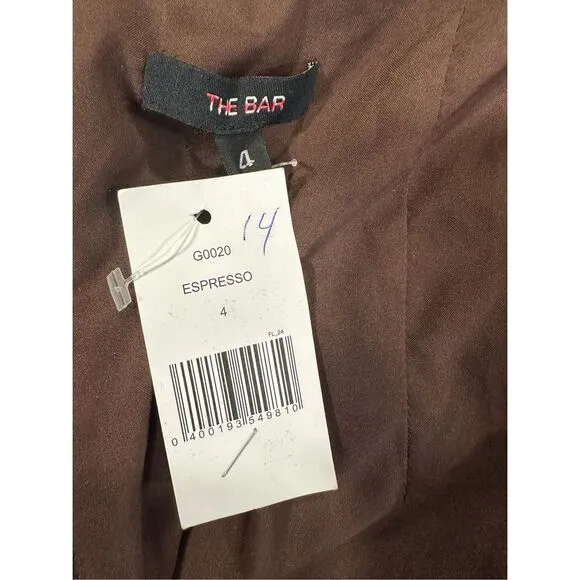 THE BAR
4
14
G0020
ESPRESSO
4
FL_24
0 400193 549810